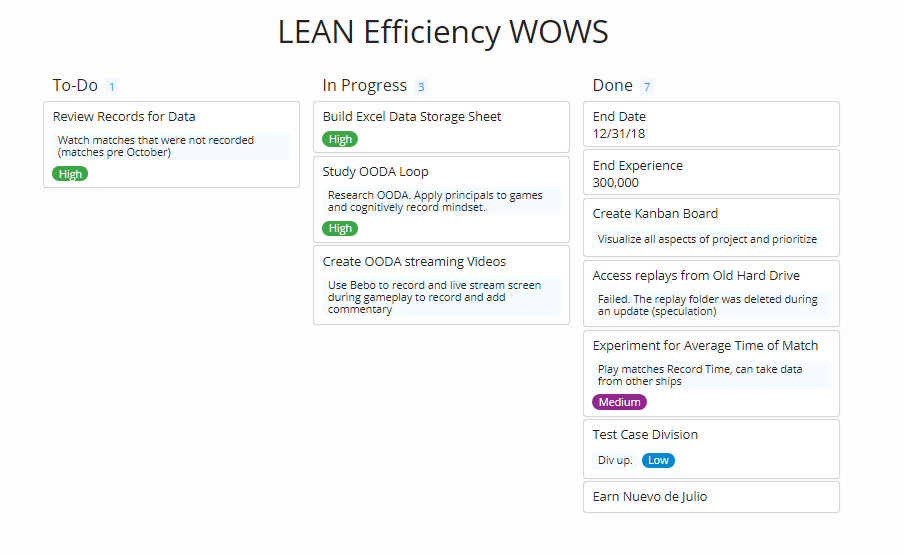 LEAN Efficiency WOWS
To-Do 1
Review Records for Data
Watch matches that were not recorded
(matches pre October)
High
In Progress 3
Build Excel Data Storage Sheet
High
Study OODA Loop
Research OODA. Apply principals to games
and cognitively record mindset.
High
Create OODA streaming Videos
Use Bebo to record and live stream screen
during gameplay to record and add
commentary
Done 7
End Date
12/31/18
End Experience
300,000
Create Kanban Board
Visualize all aspects of project and prioritize
Access replays from Old Hard Drive
Failed. The replay folder was deleted during
an update (speculation)
Experiment for Average Time of Match
Play matches Record Time, can take data
from other ships
Medium
Test Case Division
Div up. Low
Earn Nuevo de Julio